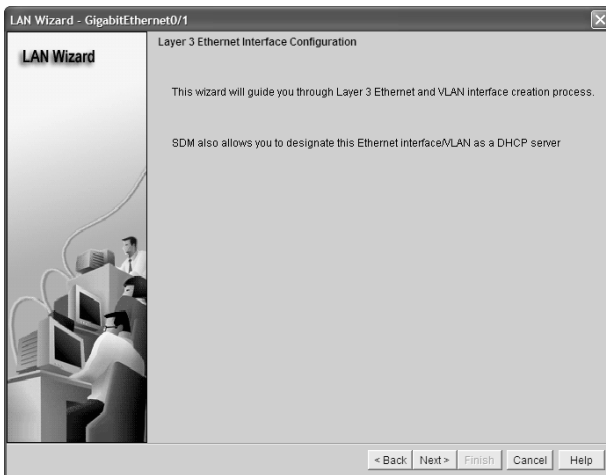 LAN Wizard - GigabitEthernet0/1
LAN Wizard
Layer 3 Ethernet Interface Configuration
This wizard will guide you through Layer 3 Ethernet and VLAN interface creation process.
SDM also allows you to designate this Ethernet interface/VLAN as a DHCP server
< Back Next > Finish Cancel Help